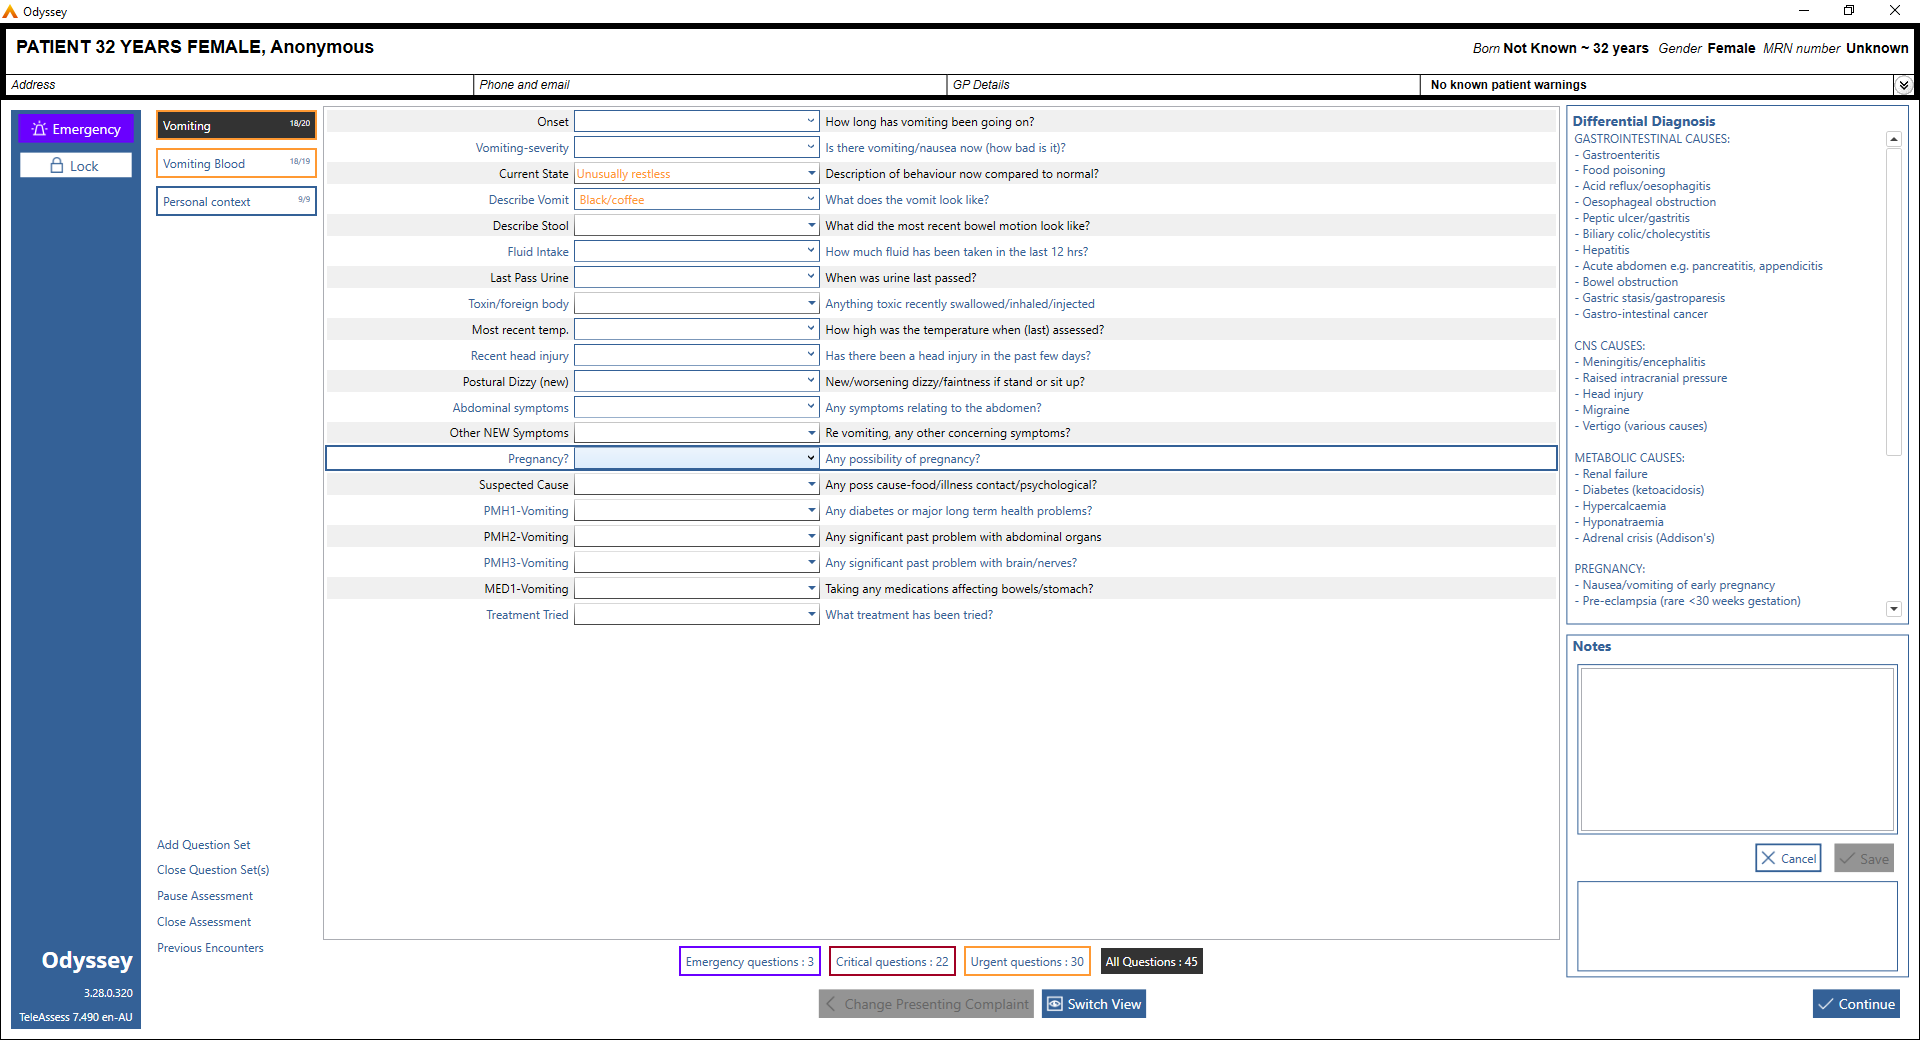 Odyssey
PATIENT 32 YEARS FEMALE, Anonymous
Born Not Known ~ 32 years Gender Female MRN number Unknown
Address
Phone and email
GP Details
No known patient warnings
Emergency
Lock
Vomiting 18/20
Vomiting Blood 18/19
Personal context 9/9
Onset How long has vomiting been going on?
Vomiting-severity Is there vomiting/nausea now (how bad is it)?
Current State Unusually restless Description of behaviour now compared to normal?
Describe Vomit Black/coffee What does the vomit look like?
Describe Stool What did the most recent bowel motion look like?
Fluid Intake How much fluid has been taken in the last 12 hrs?
Last Pass Urine When was urine last passed?
Toxin/foreign body Anything toxic recently swallowed/inhaled/injected
Most recent temp. How high was the temperature when (last) assessed?
Recent head injury Has there been a head injury in the past few days?
Postural Dizzy (new) New/worsening dizzy/faintness if stand or sit up?
Abdominal symptoms Any symptoms relating to the abdomen?
Other NEW Symptoms Re vomiting, any other concerning symptoms?
Pregnancy? Any possibility of pregnancy?
Suspected Cause Any poss cause-food/illness contact/psychological?
PMH1-Vomiting Any diabetes or major long term health problems?
PMH2-Vomiting Any significant past problem with abdominal organs
PMH3-Vomiting Any significant past problem with brain/nerves?
MED1-Vomiting Taking any medications affecting bowels/stomach?
Treatment Tried What treatment has been tried?
Differential Diagnosis
GASTROINTESTINAL CAUSES:
- Gastroenteritis
- Food poisoning
- Acid reflux/oesophagitis
- Oesophageal obstruction
- Peptic ulcer/gastritis
- Biliary colic/cholecystitis
- Hepatitis
- Acute abdomen e.g. pancreatitis, appendicitis
- Bowel obstruction
- Gastric stasis/gastroparesis
- Gastro-intestinal cancer
CNS CAUSES:
- Meningitis/encephalitis
- Raised intracranial pressure
- Head injury
- Migraine
- Vertigo (various causes)
METABOLIC CAUSES:
- Renal failure
- Diabetes (ketoacidosis)
- Hypercalcaemia
- Hyponatraemia
- Adrenal crisis (Addison's)
PREGNANCY:
- Nausea/vomiting of early pregnancy
- Pre-eclampsia (rare <30 weeks gestation)
Notes
Cancel
Save
Add Question Set
Close Question Set(s)
Pause Assessment
Close Assessment
Previous Encounters
Odyssey
3.28.0.320
TeleAssess 7.490 en-AU
Emergency questions : 3
Critical questions : 22
Urgent questions : 30
All Questions : 45
Change Presenting Complaint
Switch View
Continue